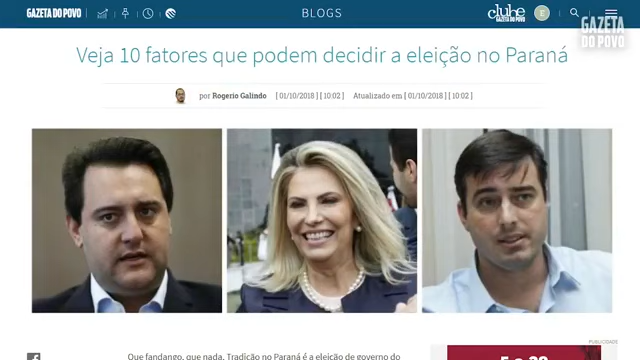 GAZETA DO POVO
BLOGS
clube
GAZETA DO POVO
E
GAZETA
DO POVO
Veja 10 fatores que podem decidir a eleição no Paraná
por Rogerio Galindo [ 01/10/2018 ] [ 10:02 ] Atualizado em [ 01/10/2018 ] [ 10:02 ]
PUBLICIDADE
Que fandango, que nada. Tradição no Paraná é a eleição de governo do